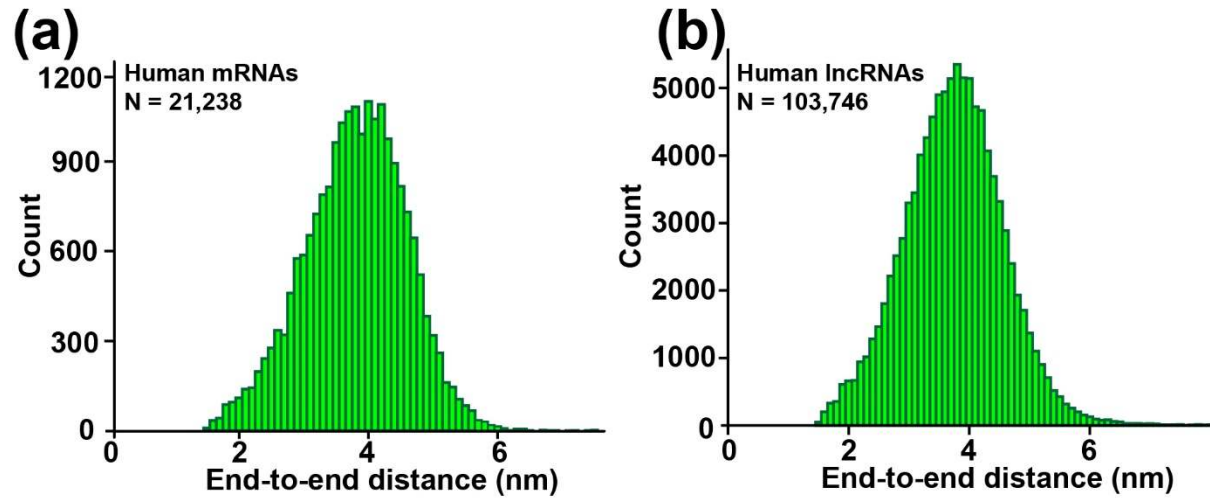 (a)
Human mRNAs
N = 21,238
Count
1200
900
600
300
0
0 2 4 6
End-to-end distance (nm)
(b)
Human lncRNAs
N = 103,746
Count
5000
4000
3000
2000
1000
0
0 2 4 6
End-to-end distance (nm)